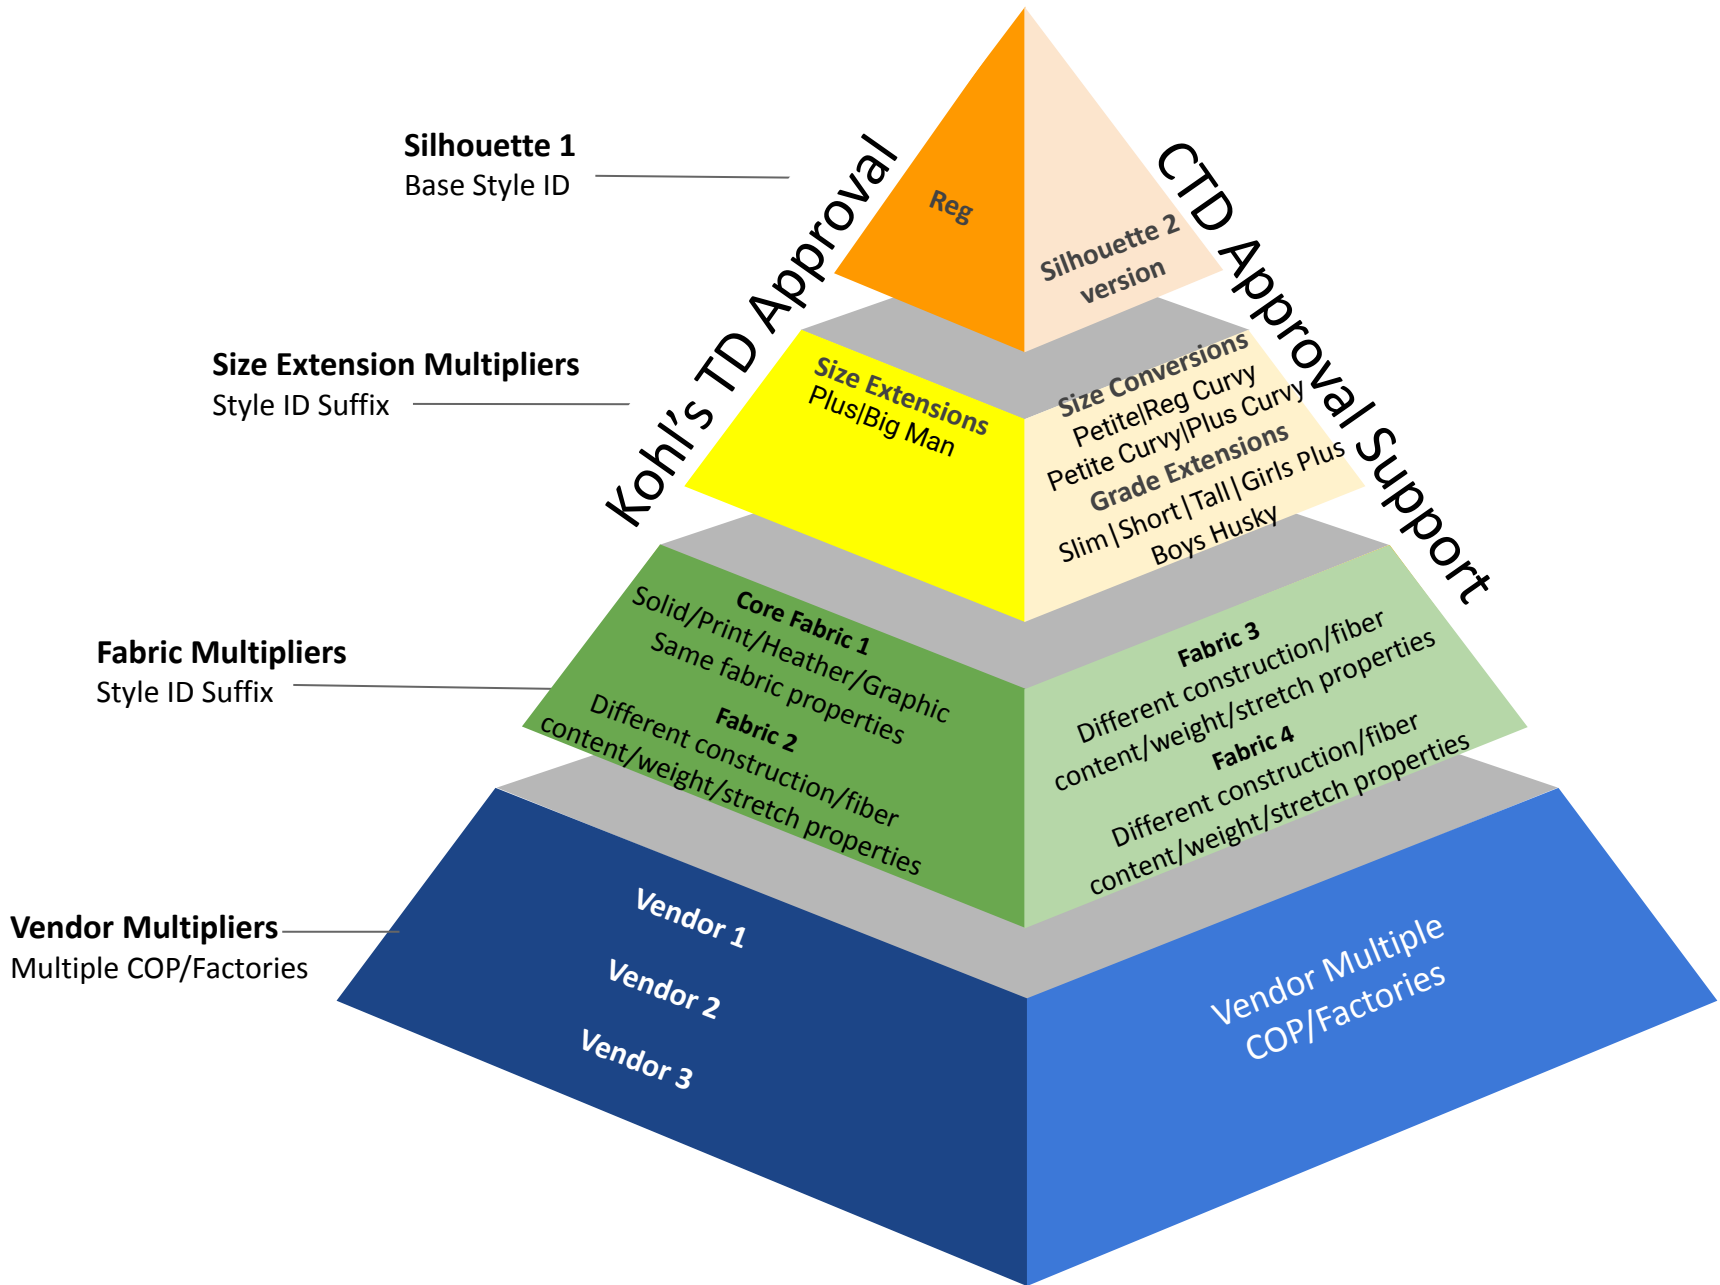 Silhouette 1
Base Style ID
Kohl's TD Approval
CTD Approval Support
Reg
Silhouette 2
version
Size Extension Multipliers
Style ID Suffix
Size Extensions
Plus|Big Man
Size Conversions
Petite|Reg Curvy
Petite Curvy|Plus Curvy
Grade Extensions
Slim|Short|Tall|Girls Plus
Boys Husky
Fabric Multipliers
Style ID Suffix
Core Fabric 1
Solid/Print/Heather/Graphic
Same fabric properties
Fabric 2
Different construction/fiber
content/weight/stretch properties
Fabric 3
Different construction/fiber
content/weight/stretch properties
Fabric 4
Different construction/fiber
content/weight/stretch properties
Vendor Multipliers
Multiple COP/Factories
Vendor 1
Vendor 2
Vendor 3
Vendor Multiple
COP/Factories